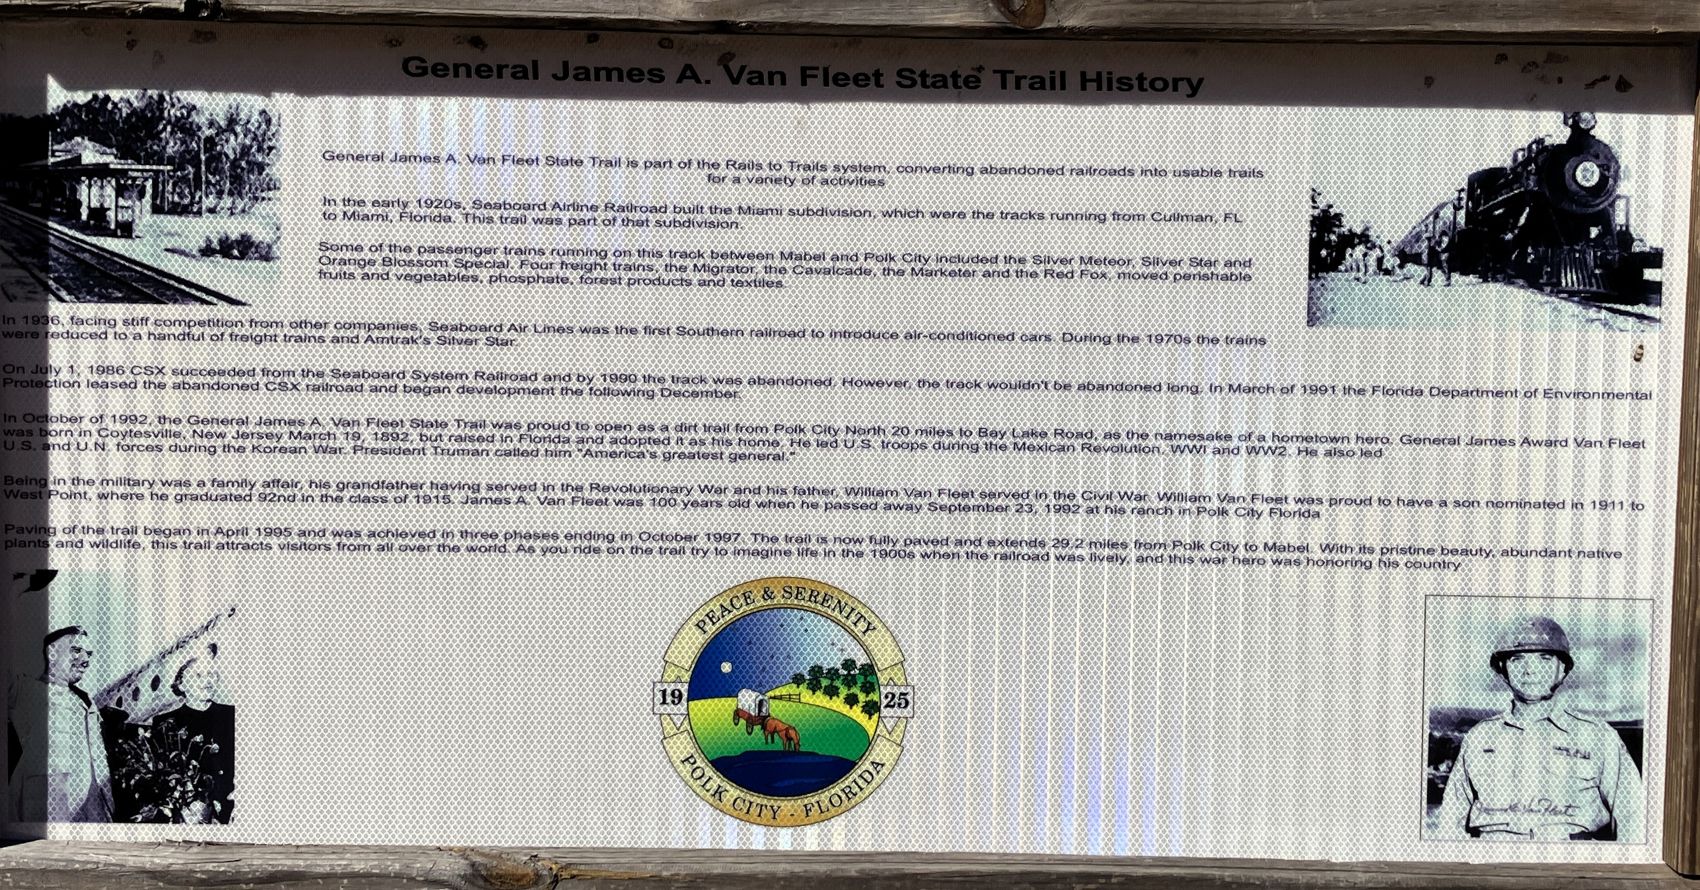 General James A. Van Fleet State Trail History
General James A. Van Fleet State Trail is part of the Rails to Trails system, converting abandoned railroads into usable trails
for a variety of activities
In the early 1920s, Seaboard Airline Railroad built the Miami subdivision, which were the tracks running from Cullman, FL
to Miami, Florida. This trail was part of that subdivision.
Some of the passenger trains running on this track between Mabel and Polk City included the Silver Meteor, Silver Star and
Orange Blossom Special. Four freight trains, the Migrator, the Cavalcade, the Marketer and the Red Fox, moved perishable
fruits and vegetables, phosphate, forest products and textiles.
In 1936, facing stiff competition from other companies, Seaboard Air Lines was the first Southern railroad to introduce air-conditioned cars. During the 1970s the trains
were reduced to a handful of freight trains and Amtrak's Silver Star.
On July 1, 1986 CSX succeeded from the Seaboard System Railroad and by 1990 the track was abandoned. However, the track wouldn't be abandoned long. In March of 1991 the Florida Department of Environmental
Protection leased the abandoned CSX railroad and began development the following December.
In October of 1992, the General James A. Van Fleet State Trail was proud to open as a dirt trail from Polk City North 20 miles to Bay Lake Road, as the namesake of a hometown hero. General James Award Van Fleet
was born in Coytesville, New Jersey March 19, 1892, but raised in Florida and adopted it as his home. He led U.S. troops during the Mexican Revolution, WWI and WW2. He also led
U.S. and U.N. forces during the Korean War. President Truman called him "America's greatest general."
Being in the military was a family affair, his grandfather having served in the Revolutionary War and his father, William Van Fleet served in the Civil War. William Van Fleet was proud to have a son nominated in 1911 to
West Point, where he graduated 92nd in the class of 1915. James A. Van Fleet was 100 years old when he passed away September 23, 1992 at his ranch in Polk City Florida
Paving of the trail began in April 1995 and was achieved in three phases ending in October 1997. The trail is now fully paved and extends 29.2 miles from Polk City to Mabel. With its pristine beauty, abundant native
plants and wildlife, this trail attracts visitors from all over the world. As you ride on the trail try to imagine life in the 1900s when the railroad was lively, and this war hero was honoring his country
PEACE & SERENITY
19 25
POLK CITY - FLORIDA